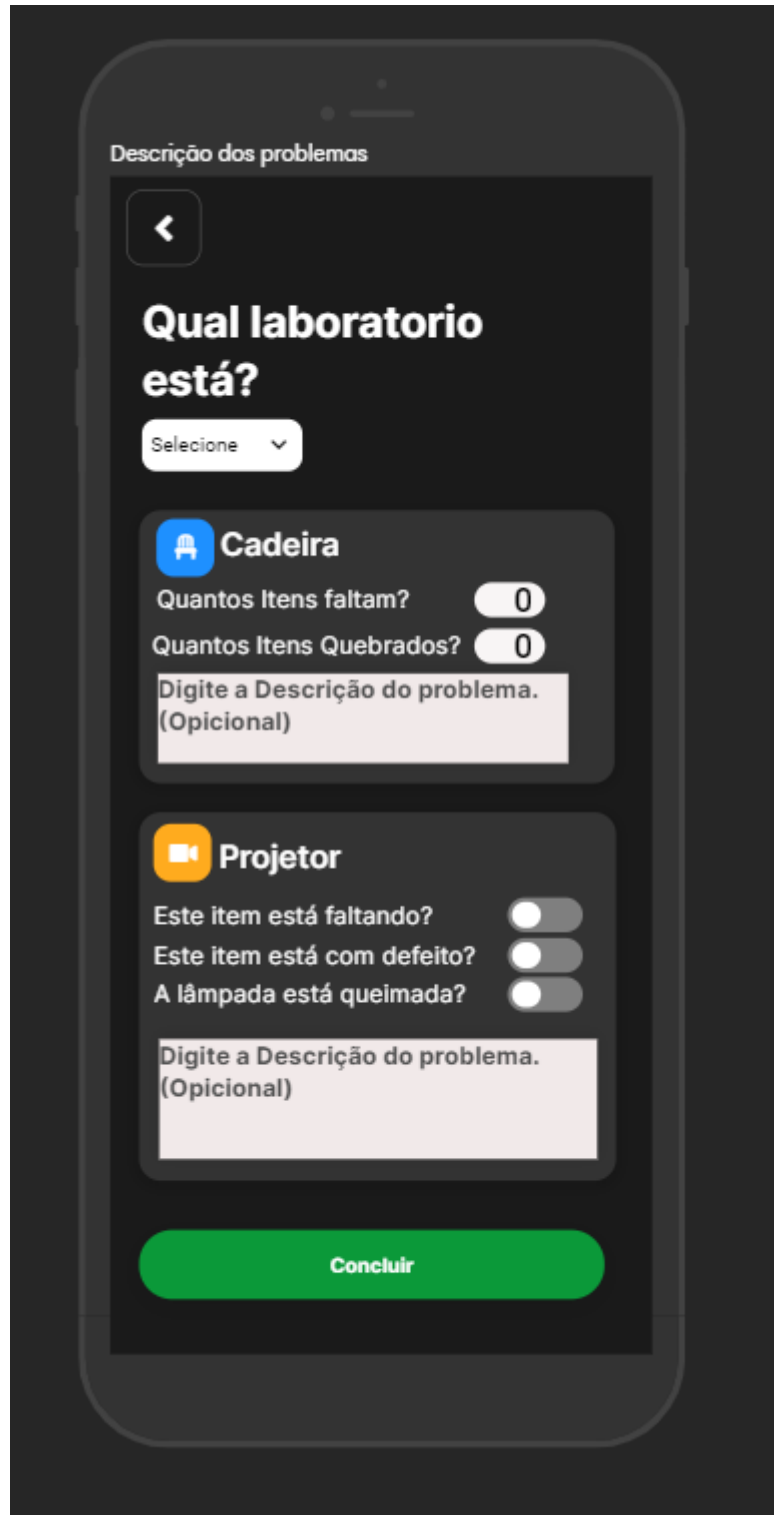 Descrição dos problemas
Qual laboratorio
está?
Selecione
Cadeira
Quantos Itens faltam? 0
Quantos Itens Quebrados? 0
Digite a Descrição do problema.
(Opicional)
Projetor
Este item está faltando?
Este item está com defeito?
A lâmpada está queimada?
Digite a Descrição do problema.
(Opicional)
Concluir